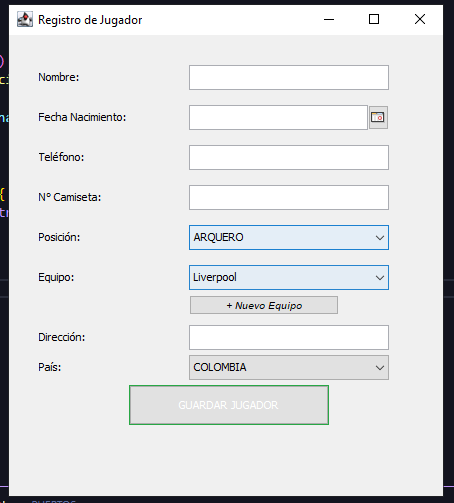 Registro de Jugador
Nombre:
Fecha Nacimiento:
Teléfono:
N° Camiseta:
Posición: ARQUERO
Equipo: Liverpool
+ Nuevo Equipo
Dirección:
País: COLOMBIA
GUARDAR JUGADOR